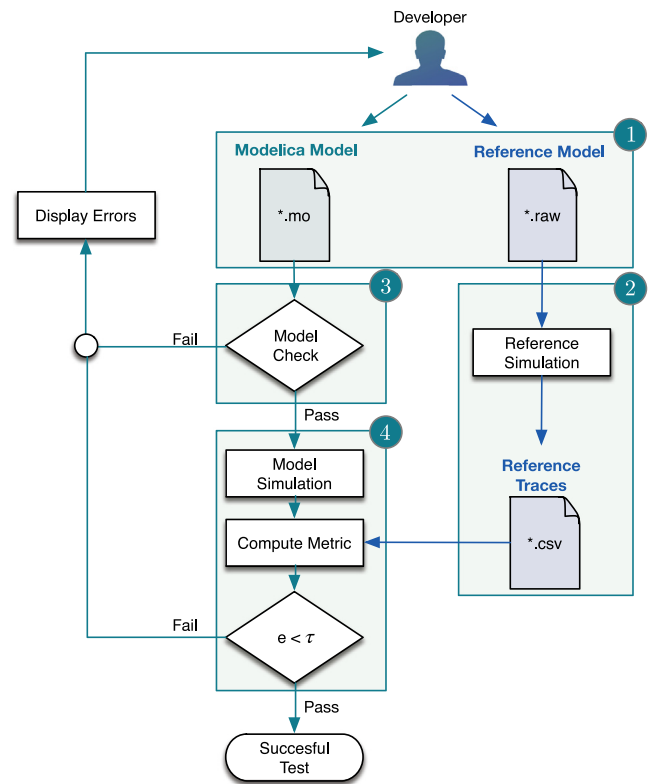 Developer
1
Modelica Model
Reference Model
*.mo
*.raw
Display Errors
3
2
Fail
Model
Check
Reference
Simulation
Pass
4
Model
Simulation
Reference
Traces
Compute Metric
*.csv
Fail
e < τ
Pass
Succesful
Test